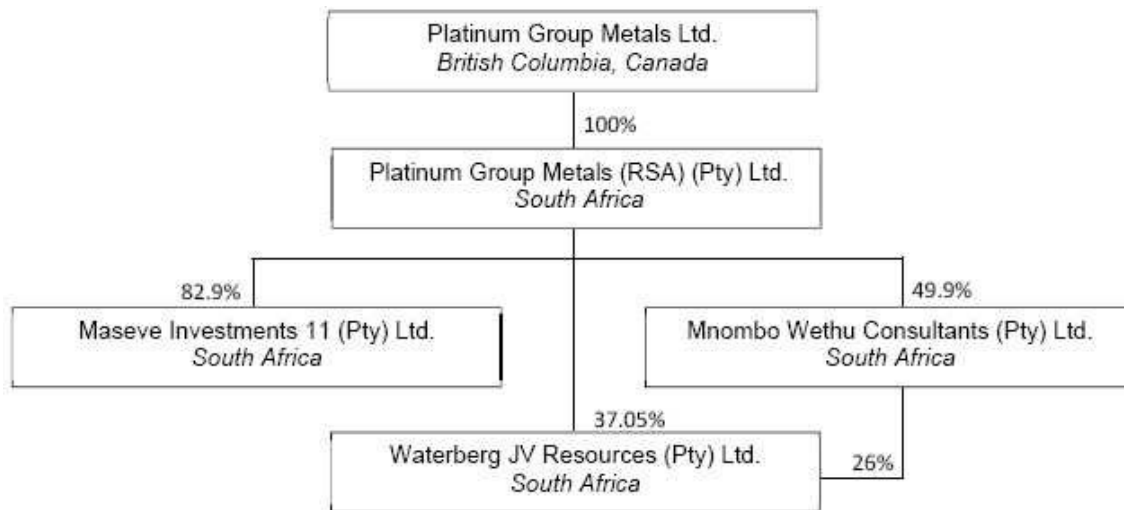 Platinum Group Metals Ltd.
British Columbia, Canada
100%
Platinum Group Metals (RSA) (Pty) Ltd.
South Africa
82.9%
49.9%
Maseve Investments 11 (Pty) Ltd.
South Africa
Mnombo Wethu Consultants (Pty) Ltd.
South Africa
37.05%
Waterberg JV Resources (Pty) Ltd.
South Africa
26%